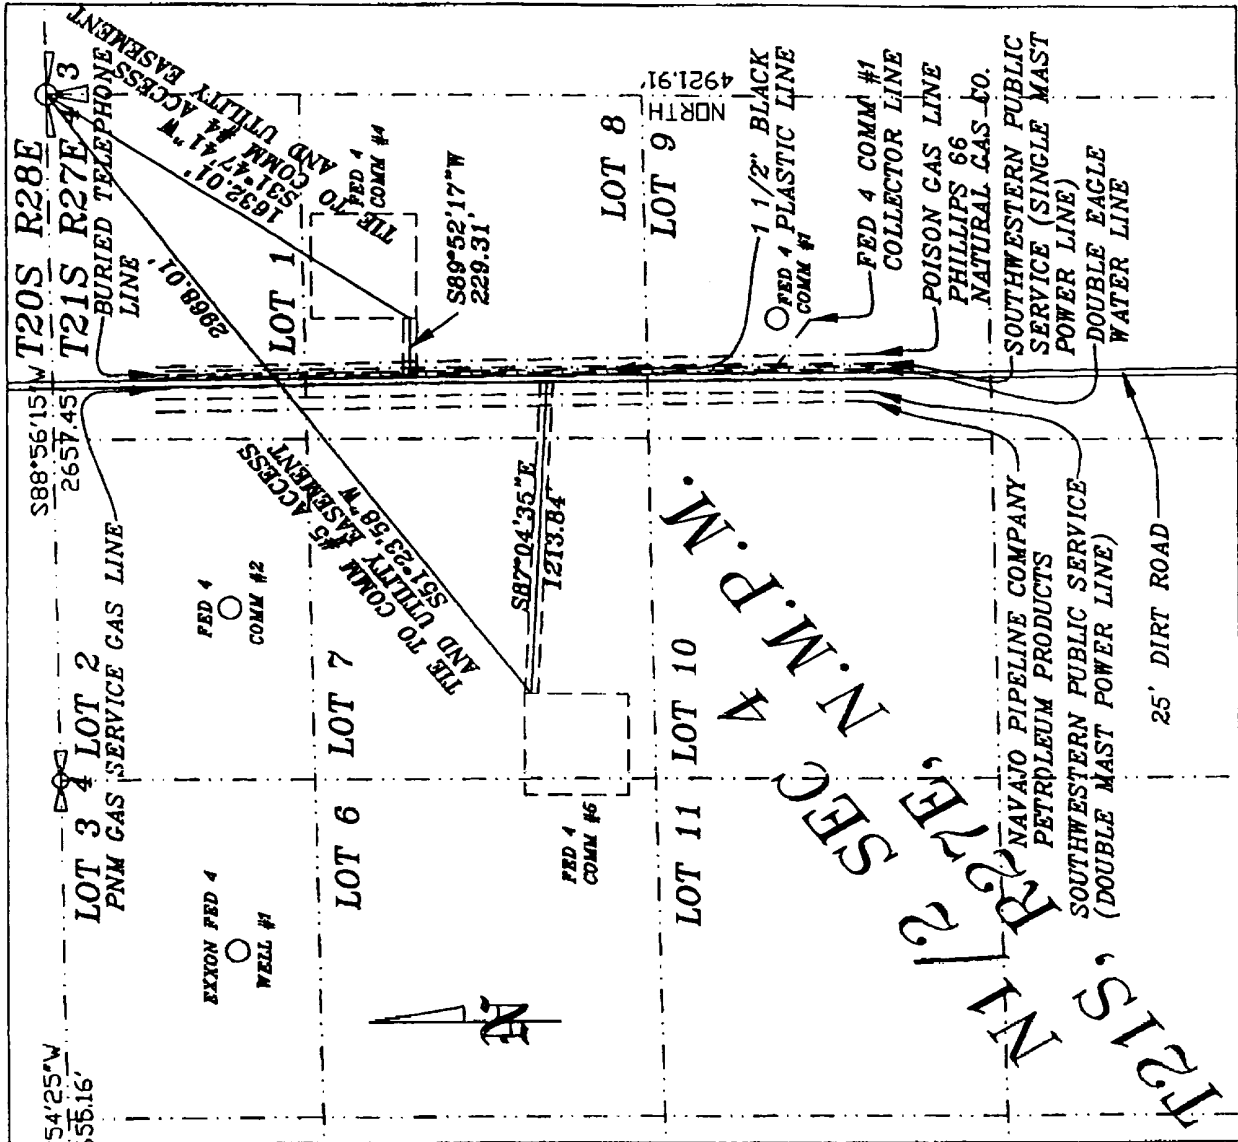 54'25"W
555.16'
S88°56'15"W
2657.45'
T20S R28E
T21S R27E
4
3
BURIED TELEPHONE
LINE
LOT 3
4
LOT 2
PNM GAS SERVICE GAS LINE
2968.01'
1632.01'
S31°47'41"W
TIE TO COMM #4 ACCESS
AND UTILITY EASEMENT
LOT 1
FED 4
COMM #4
S89°52'17"W
229.31'
NORTH
4921.91'
EXXON FED 4
WELL #1
FED 4
COMM #2
LOT 6
LOT 7
TIE TO COMM #5 ACCESS
AND UTILITY EASEMENT
S51°23'58"W
S87°04'35"E
1213.84'
LOT 8
LOT 9
1 1/2" BLACK
PLASTIC LINE
FED 4
COMM #1
FED 4 COMM #1
COLLECTOR LINE
POISON GAS LINE
PHILLIPS 66
NATURAL GAS CO.
SOUTHWESTERN PUBLIC
SERVICE (SINGLE MAST
POWER LINE)
DOUBLE EAGLE
WATER LINE
FED 4
LOT 11
LOT 10
N
N1/2 SEC 4
T21S, R27E, N.M.P.M.
NAVAJO PIPELINE COMPANY
PETROLEUM PRODUCTS
SOUTHWESTERN PUBLIC SERVICE
(DOUBLE MAST POWER LINE)
25' DIRT ROAD